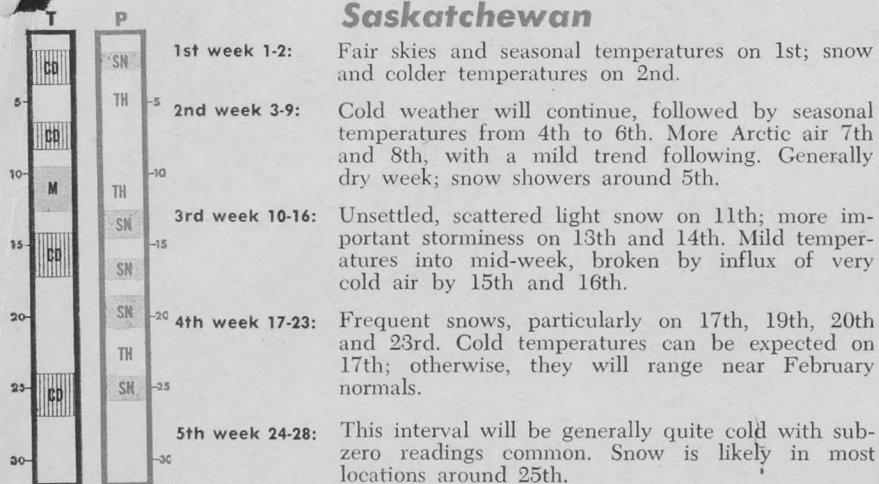 Saskatchewan
T P
CD
SN
5
TH
5
CD
10
10
M
TH
SN
15
15
CD
SN
SN
20
20
TH
25
CD
SN
25
30
30
1st week 1-2: Fair skies and seasonal temperatures on 1st; snow
and colder temperatures on 2nd.
2nd week 3-9: Cold weather will continue, followed by seasonal
temperatures from 4th to 6th. More Arctic air 7th
and 8th, with a mild trend following. Generally
dry week; snow showers around 5th.
3rd week 10-16: Unsettled, scattered light snow on 11th; more im-
portant storminess on 13th and 14th. Mild temper-
atures into mid-week, broken by influx of very
cold air by 15th and 16th.
4th week 17-23: Frequent snows, particularly on 17th, 19th, 20th
and 23rd. Cold temperatures can be expected on
17th; otherwise, they will range near February
normals.
5th week 24-28: This interval will be generally quite cold with sub-
zero readings common. Snow is likely in most
locations around 25th.